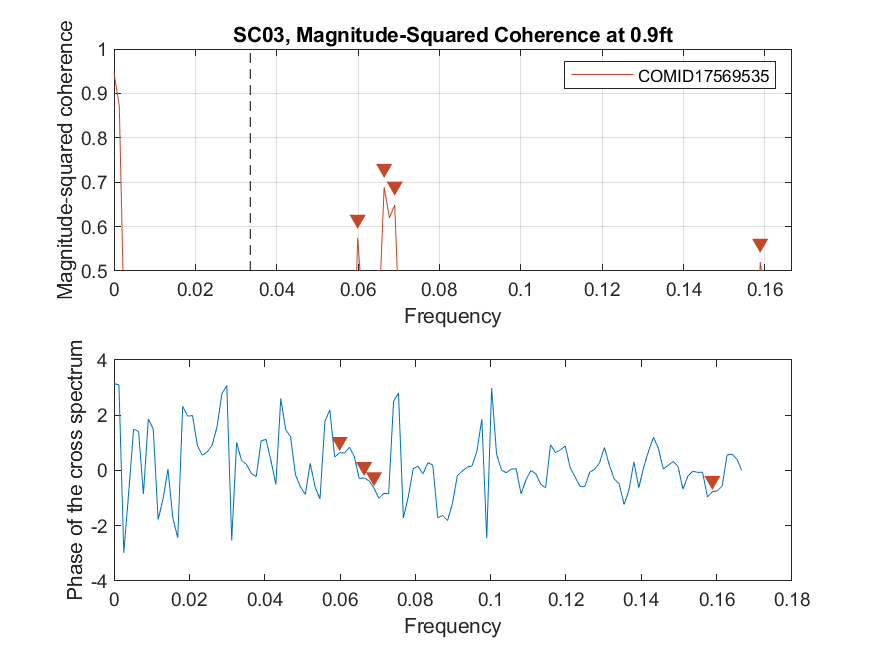 SC03, Magnitude-Squared Coherence at 0.9ft
Magnitude-squared coherence
1
0.9
0.8
0.7
0.6
0.5
COMID17569535
0 0.02 0.04 0.06 0.08 0.1 0.12 0.14 0.16
Frequency
Phase of the cross spectrum
4
2
0
-2
-4
0 0.02 0.04 0.06 0.08 0.1 0.12 0.14 0.16 0.18
Frequency